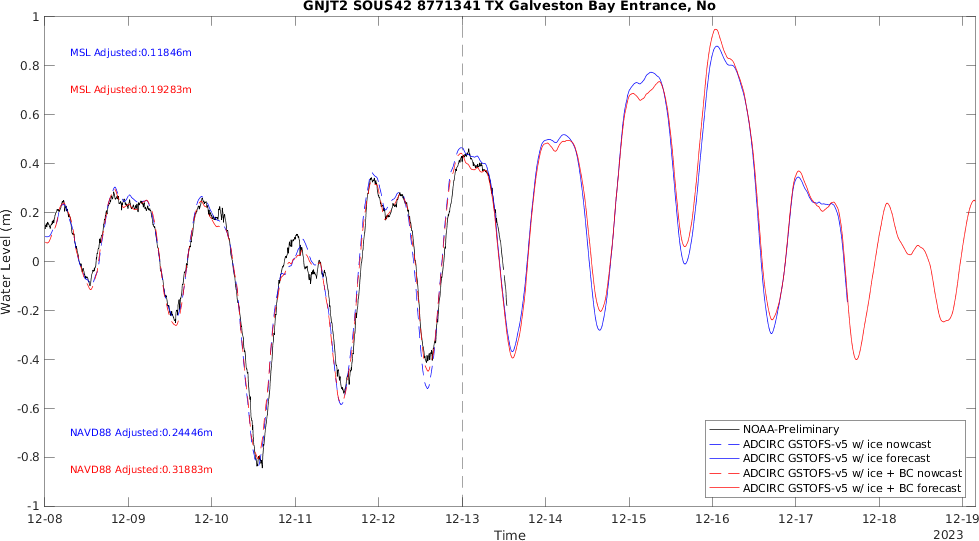 GNJT2 SOUS42 8771341 TX Galveston Bay Entrance, No
1
0.8
0.6
0.4
0.2
0
-0.2
-0.4
-0.6
-0.8
-1
Water Level (m)
MSL Adjusted:0.11846m
MSL Adjusted:0.19283m
NAVD88 Adjusted:0.24446m
NAVD88 Adjusted:0.31883m
NOAA-Preliminary
ADCIRC GSTOFS-v5 w/ ice nowcast
ADCIRC GSTOFS-v5 w/ ice forecast
ADCIRC GSTOFS-v5 w/ ice + BC nowcast
ADCIRC GSTOFS-v5 w/ ice + BC forecast
12-08 12-09 12-10 12-11 12-12 12-13 12-14 12-15 12-16 12-17 12-18 12-19
Time
2023